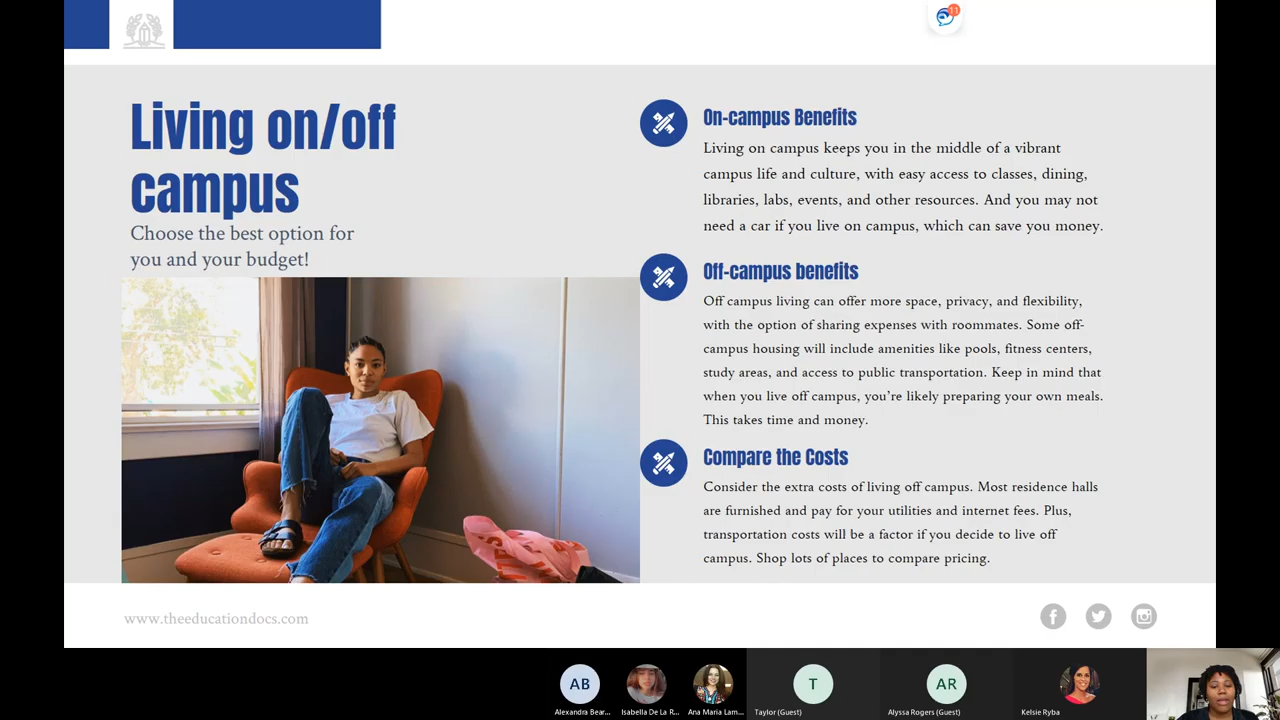 11
Living on/off
campus
Choose the best option for
you and your budget!
On-campus Benefits
Living on campus keeps you in the middle of a vibrant
campus life and culture, with easy access to classes, dining,
libraries, labs, events, and other resources. And you may not
need a car if you live on campus, which can save you money.
Off-campus benefits
Off campus living can offer more space, privacy, and flexibility,
with the option of sharing expenses with roommates. Some off-
campus housing will include amenities like pools, fitness centers,
study areas, and access to public transportation. Keep in mind that
when you live off campus, you’re likely preparing your own meals.
This takes time and money.
Compare the Costs
Consider the extra costs of living off campus. Most residence halls
are furnished and pay for your utilities and internet fees. Plus,
transportation costs will be a factor if you decide to live off
campus. Shop lots of places to compare pricing.
www.theeducationdocs.com
AB
T
AR
Alexandra Bear...
Isabella De La R...
Ana Maria Lam...
Taylor (Guest)
Alyssa Rogers (Guest)
Kelsie Ryba